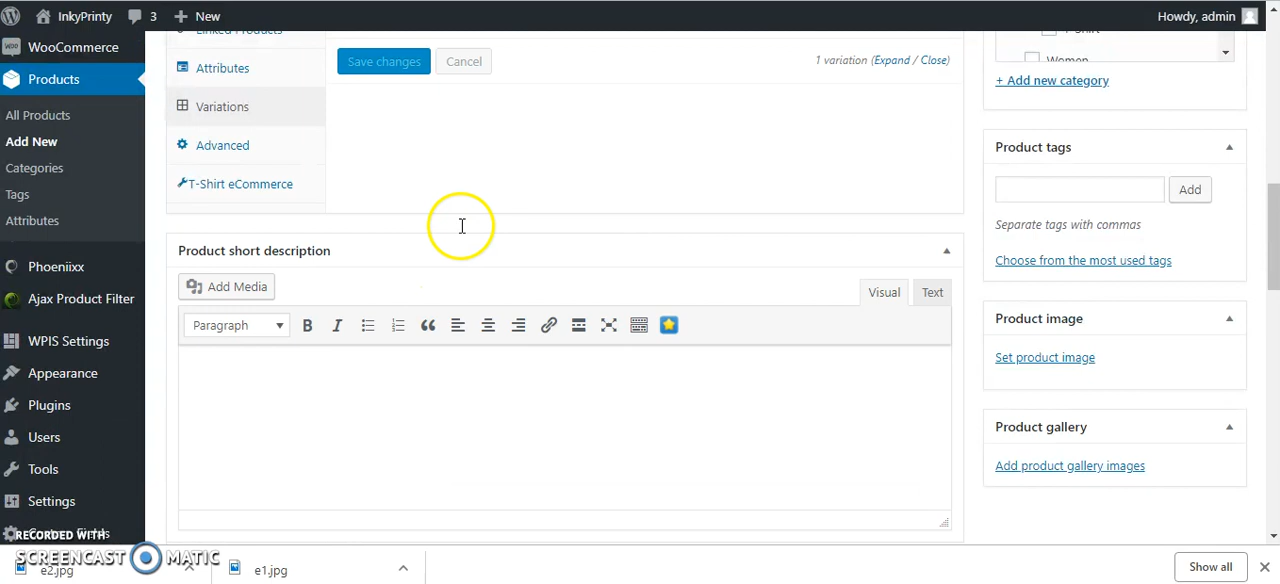 InkyPrinty
3
New
Howdy, admin
WooCommerce
Products
All Products
Add New
Categories
Tags
Attributes
Phoeniixx
Ajax Product Filter
WPIS Settings
Appearance
Plugins
Users
Tools
Settings
Custom Fields
Linked Products
Attributes
Variations
Advanced
T-Shirt eCommerce
Save changes
Cancel
1 variation (Expand / Close)
Product short description
Add Media
Visual
Text
Paragraph
T-Shirt
Women
+ Add new category
Product tags
Add
Separate tags with commas
Choose from the most used tags
Product image
Set product image
Product gallery
Add product gallery images
RECORDED WITH
SCREENCAST MATIC
e2.jpg
e1.jpg
Show all